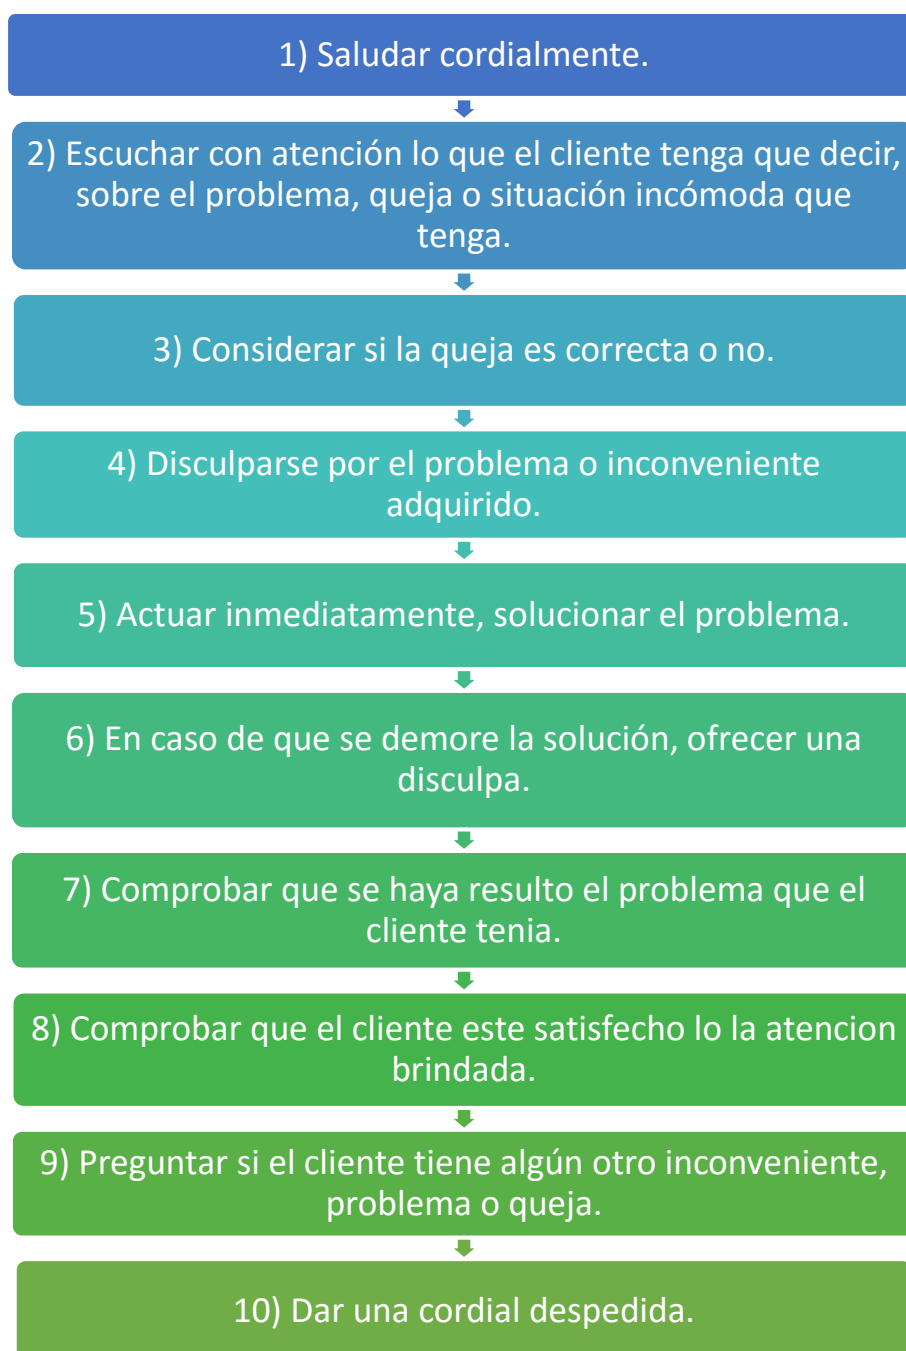 1) Saludar cordialmente.
2) Escuchar con atención lo que el cliente tenga que decir,
sobre el problema, queja o situación incómoda que
tenga.
3) Considerar si la queja es correcta o no.
4) Disculparse por el problema o inconveniente
adquirido.
5) Actuar inmediatamente, solucionar el problema.
6) En caso de que se demore la solución, ofrecer una
disculpa.
7) Comprobar que se haya resulto el problema que el
cliente tenia.
8) Comprobar que el cliente este satisfecho lo la atencion
brindada.
9) Preguntar si el cliente tiene algún otro inconveniente,
problema o queja.
10) Dar una cordial despedida.